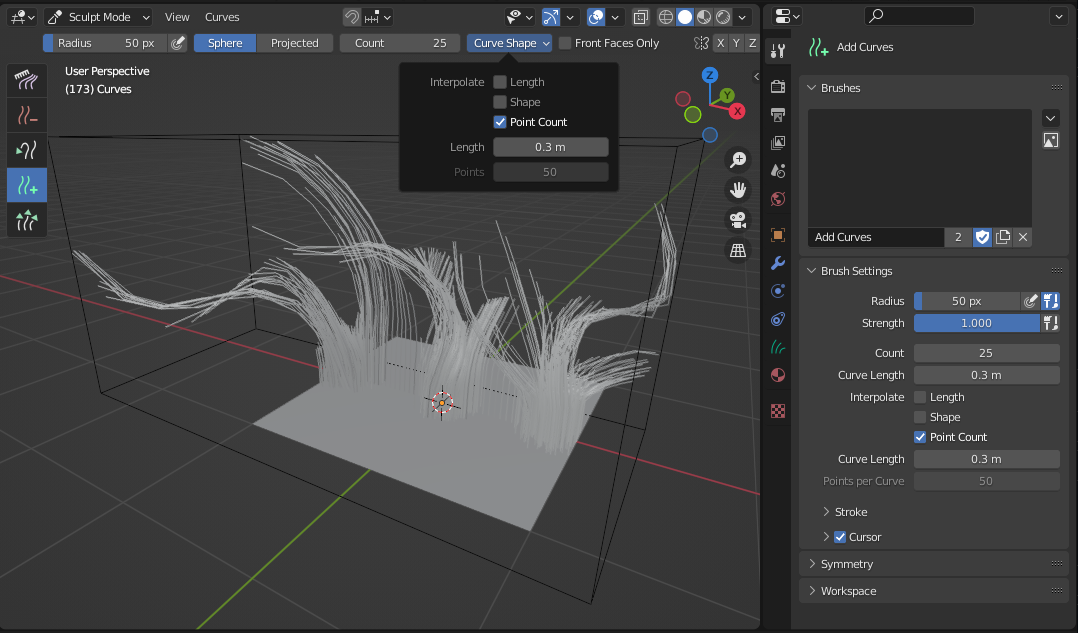 Sculpt Mode View Curves
Radius 50 px Sphere Projected Count 25 Curve Shape Front Faces Only X Y Z
User Perspective
(173) Curves
Interpolate Length
Shape
Point Count
Length 0.3 m
Points 50
Z
Y
X
Add Curves
Brushes
Add Curves 2
Brush Settings
Radius 50 px
Strength 1.000
Count 25
Curve Length 0.3 m
Interpolate Length
Shape
Point Count
Curve Length 0.3 m
Points per Curve 50
Stroke
Cursor
Symmetry
Workspace